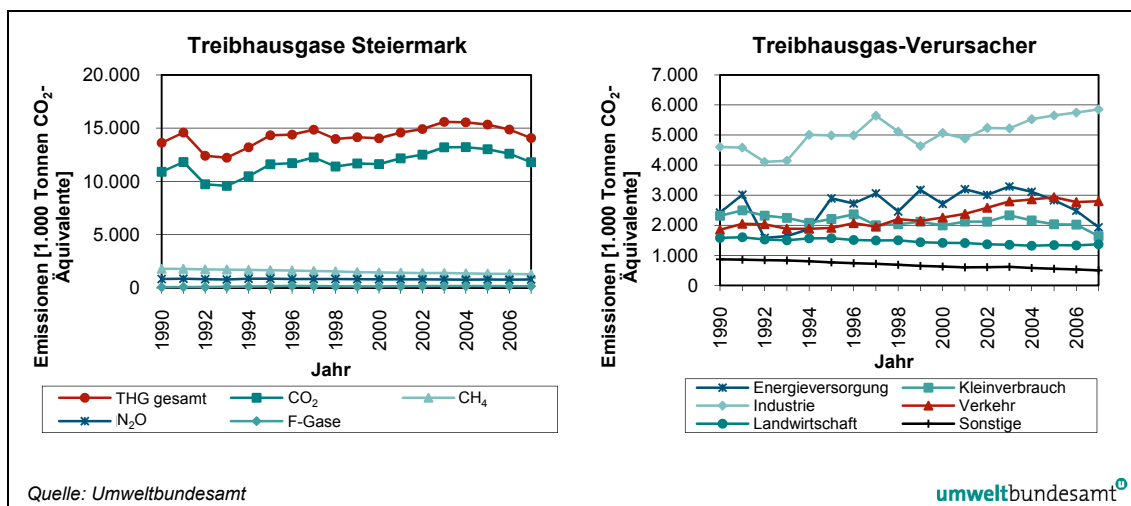 Treibhausgase Steiermark
Emissionen [1.000 Tonnen CO₂-
Äquivalente]
20.000
15.000
10.000
5.000
0
1990
1992
1994
1996
1998
2000
2002
2004
2006
Jahr
THG gesamt
CO₂
CH₄
N₂O
F-Gase
Treibhausgas-Verursacher
Emissionen [1.000 Tonnen CO₂-
Äquivalente]
7.000
6.000
5.000
4.000
3.000
2.000
1.000
0
1990
1992
1994
1996
1998
2000
2002
2004
2006
Jahr
Energieversorgung
Kleinverbrauch
Industrie
Verkehr
Landwirtschaft
Sonstige
Quelle: Umweltbundesamt
umweltbundesamt